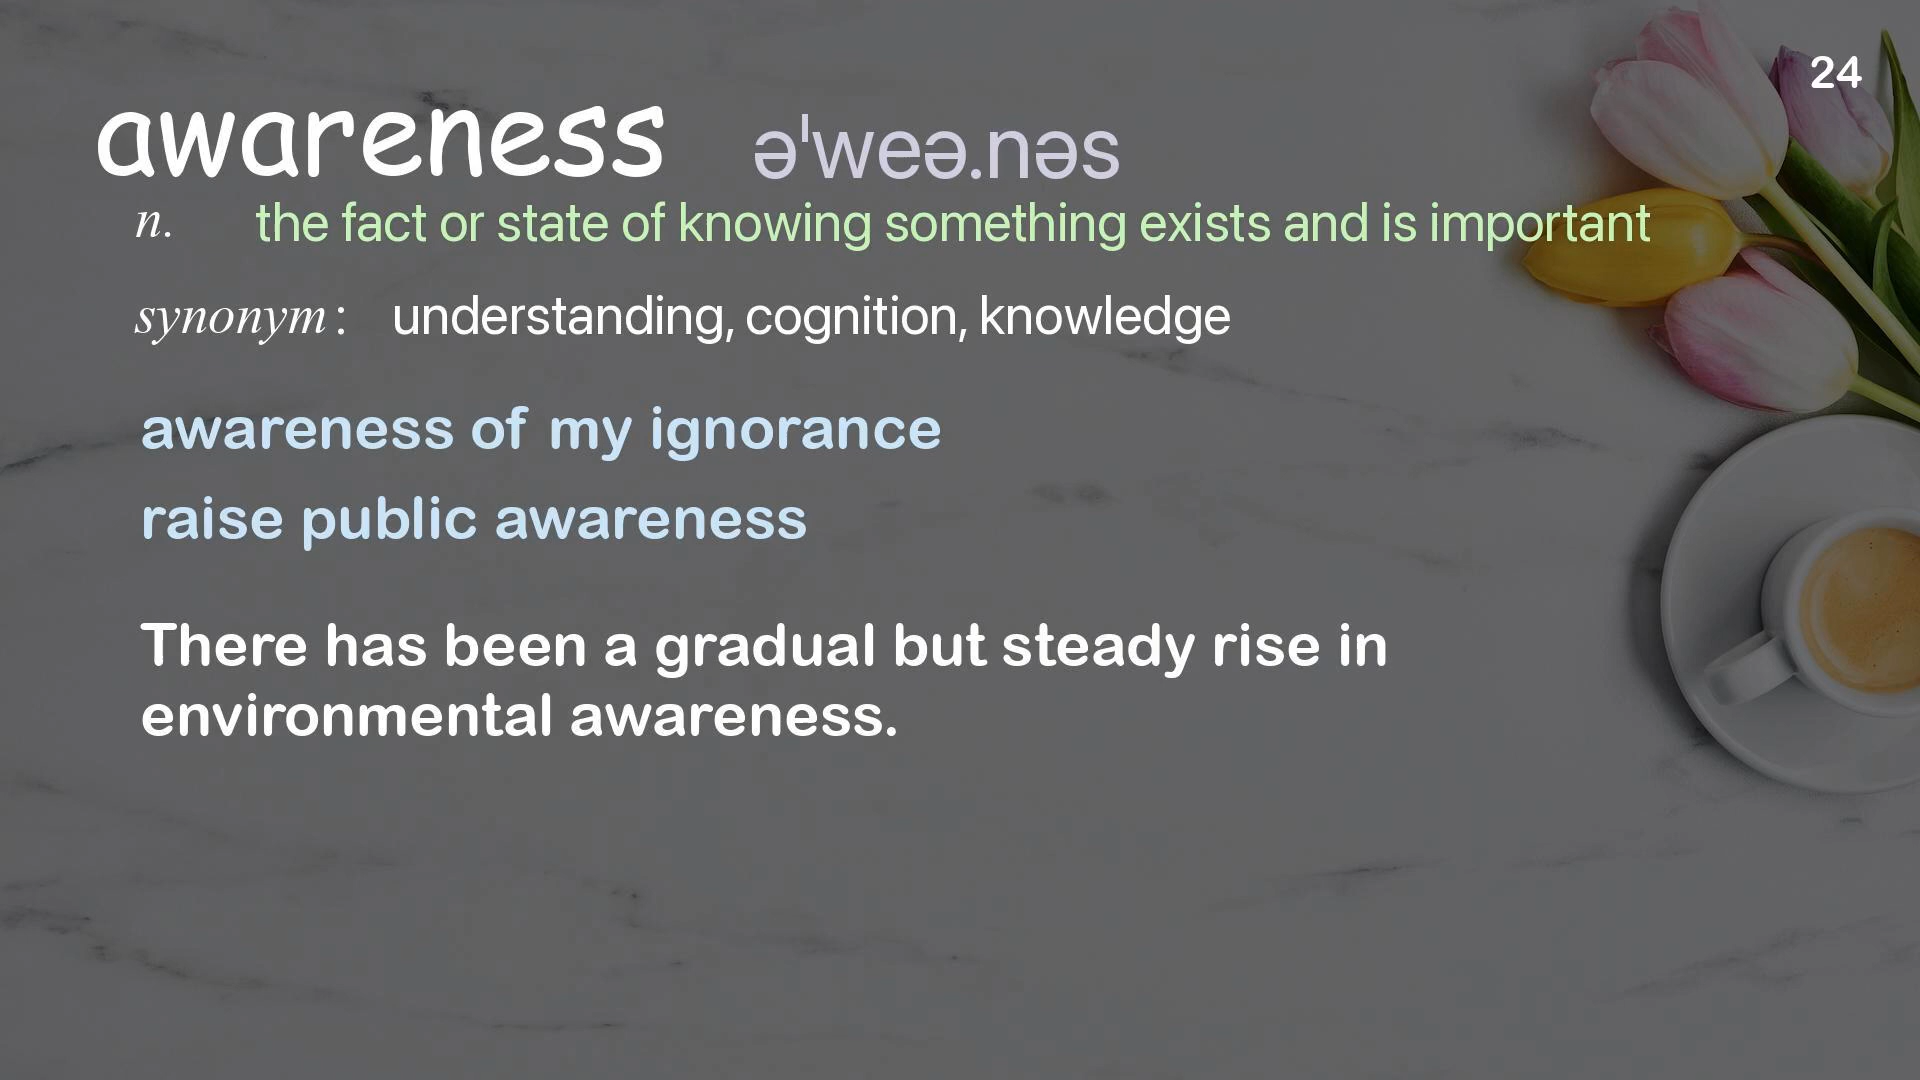 24
awareness əˈweə.nəs
n. the fact or state of knowing something exists and is important
synonym: understanding, cognition, knowledge
awareness of my ignorance
raise public awareness
There has been a gradual but steady rise in
environmental awareness.